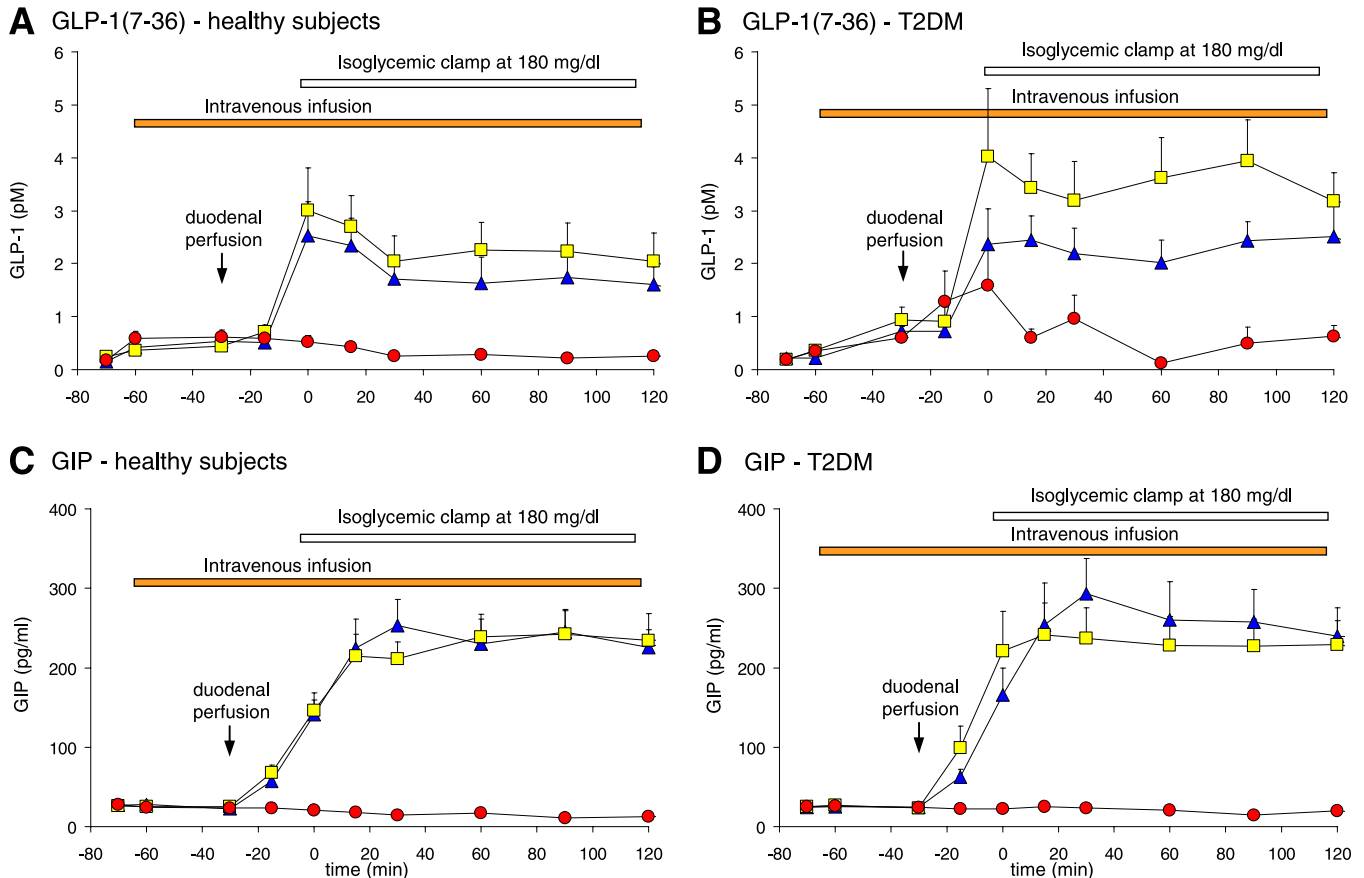 A GLP-1(7-36) - healthy subjects
Isoglycemic clamp at 180 mg/dl
Intravenous infusion
duodenal
perfusion
GLP-1 (pM)
6
5
4
3
2
1
0
-80 -60 -40 -20 0 20 40 60 80 100 120
B GLP-1(7-36) - T2DM
Isoglycemic clamp at 180 mg/dl
Intravenous infusion
duodenal
perfusion
GLP-1 (pM)
6
5
4
3
2
1
0
-80 -60 -40 -20 0 20 40 60 80 100 120
C GIP - healthy subjects
Isoglycemic clamp at 180 mg/dl
Intravenous infusion
duodenal
perfusion
GIP (pg/ml)
400
300
200
100
0
-80 -60 -40 -20 0 20 40 60 80 100 120
time (min)
D GIP - T2DM
Isoglycemic clamp at 180 mg/dl
Intravenous infusion
duodenal
perfusion
GIP (pg/ml)
400
300
200
100
0
-80 -60 -40 -20 0 20 40 60 80 100 120
time (min)